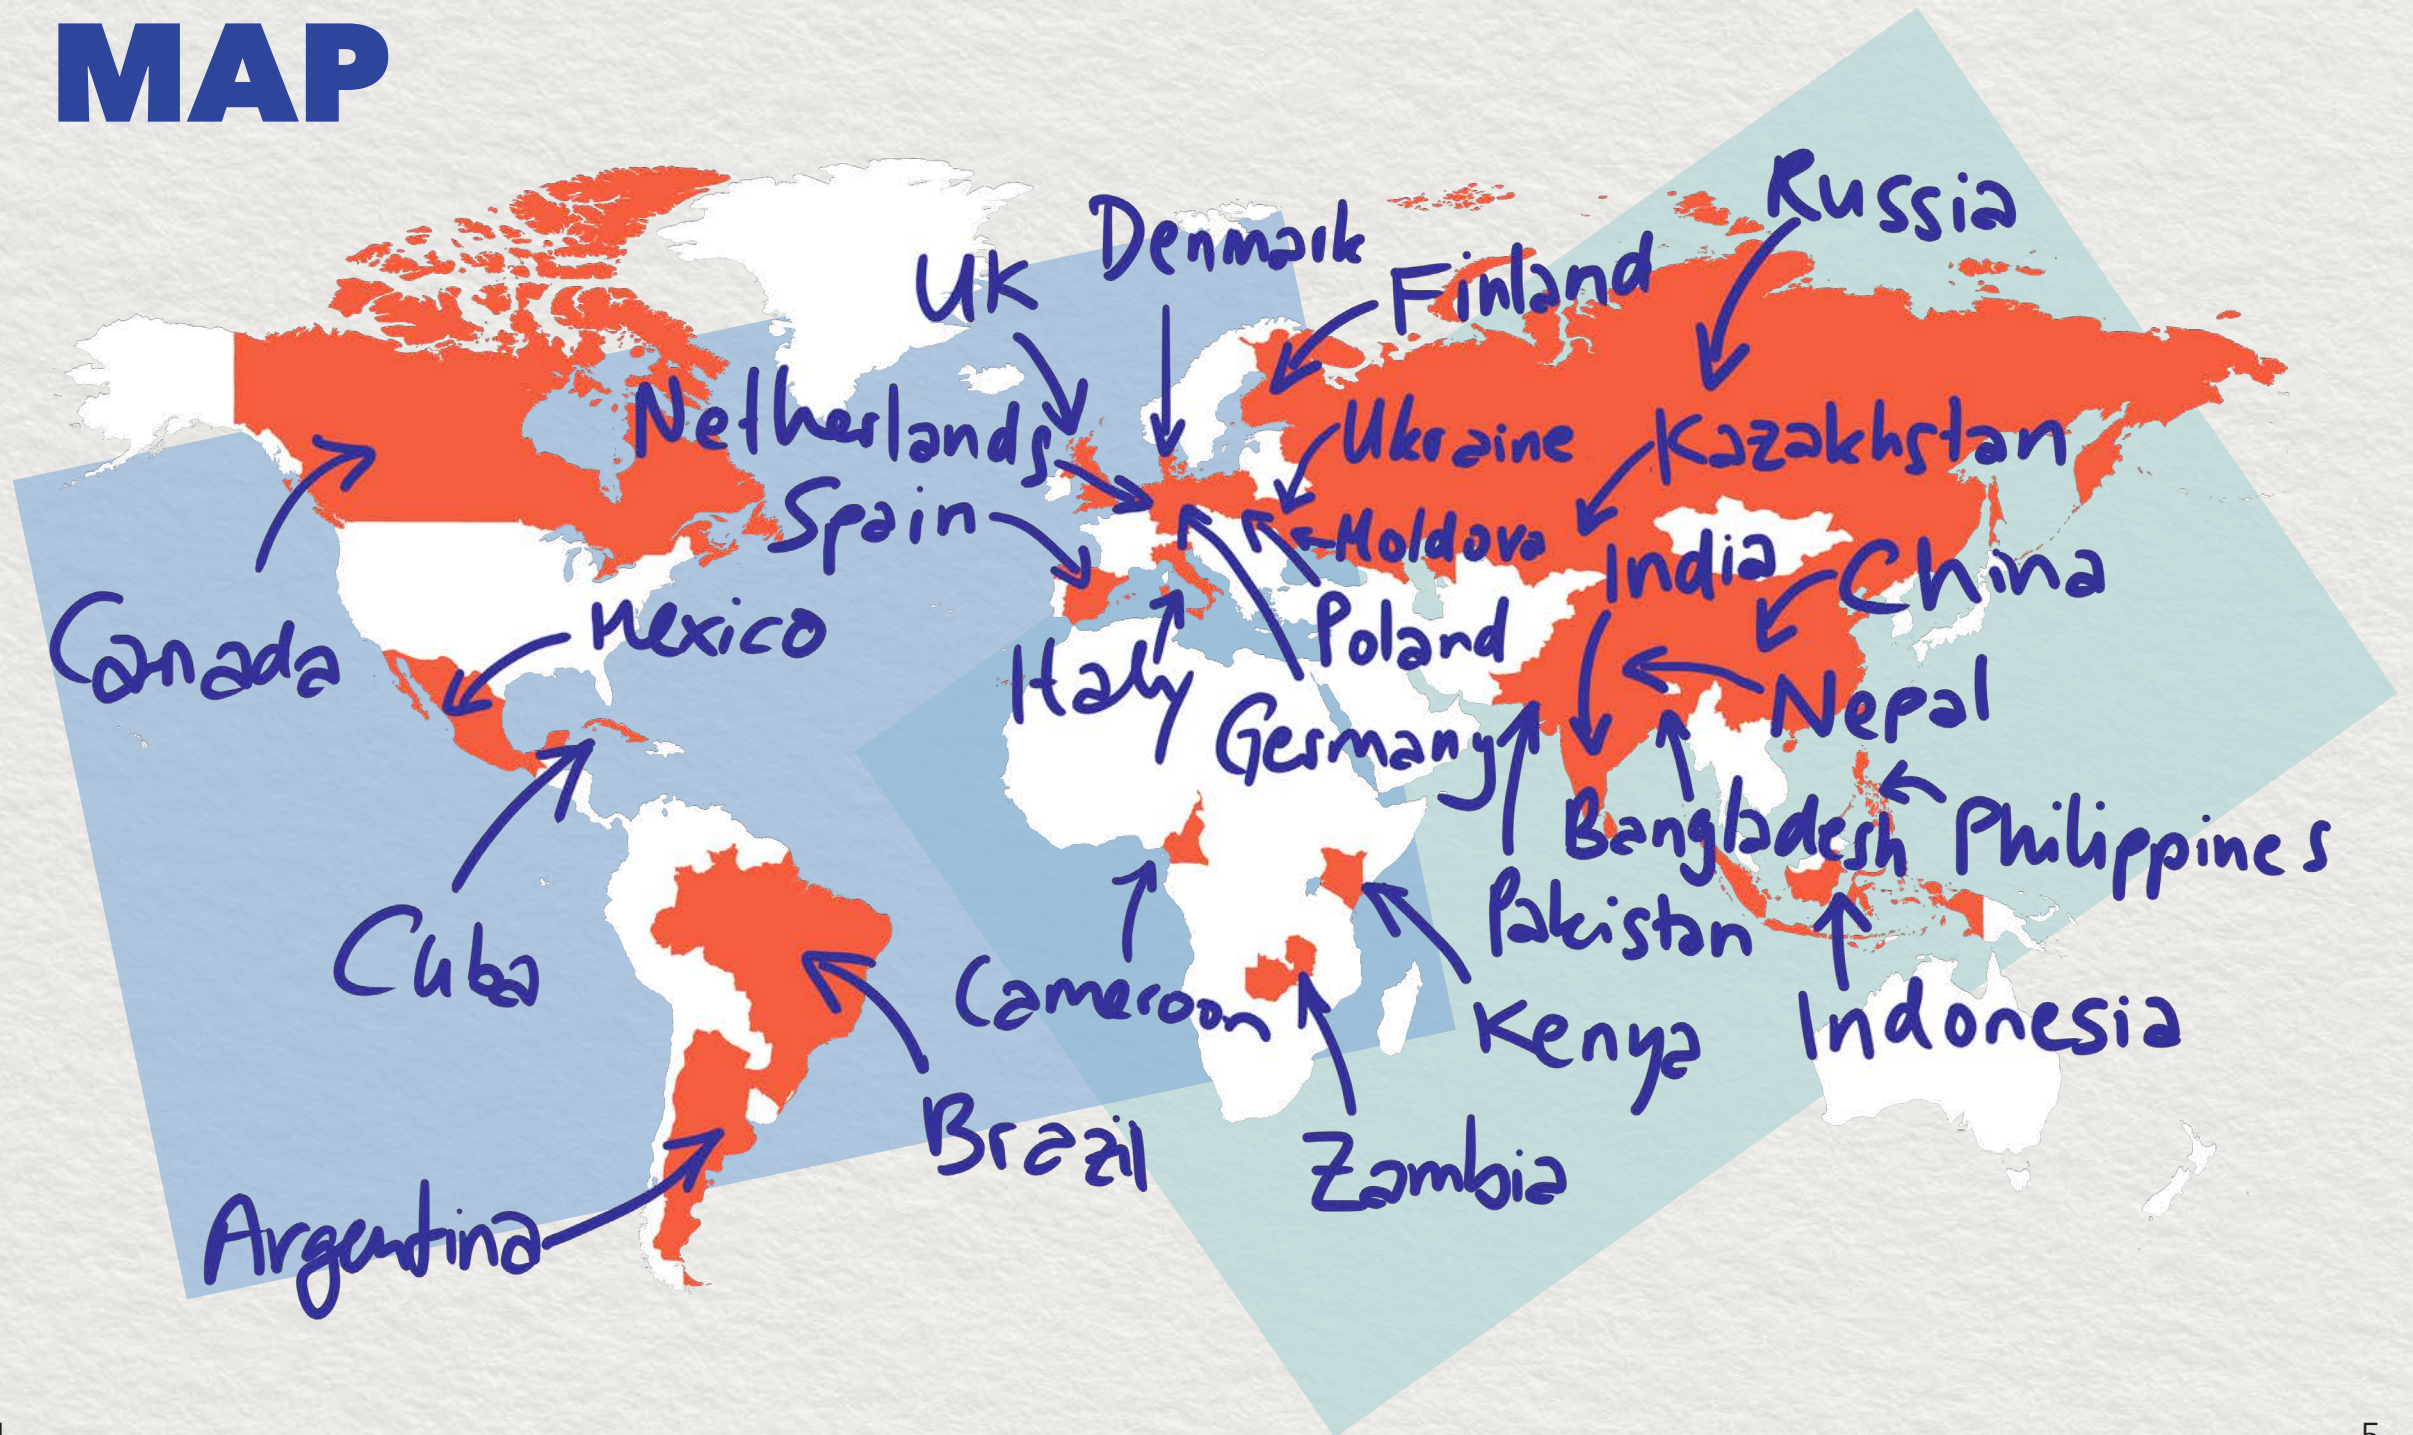 MAP
Russia
Denmark
UK
Finland
Netherlands
Ukraine
Kazakhstan
Spain
Moldova
India
China
Canada
Mexico
Italy
Poland
Germany
Nepal
Bangladesh
Philippines
Pakistan
Cuba
Cameroon
Kenya
Indonesia
Brazil
Zambia
Argentina
5